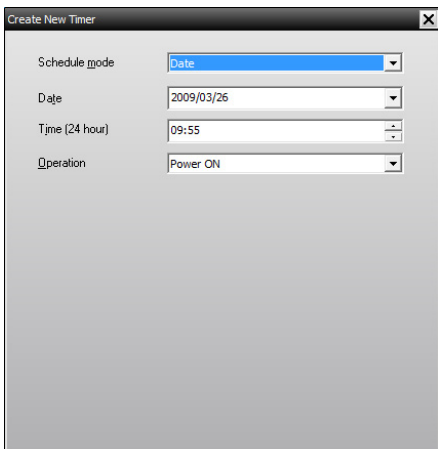 Create New Timer
Schedule mode Date
Date 2009/03/26
Time (24 hour) 09:55
Operation Power ON